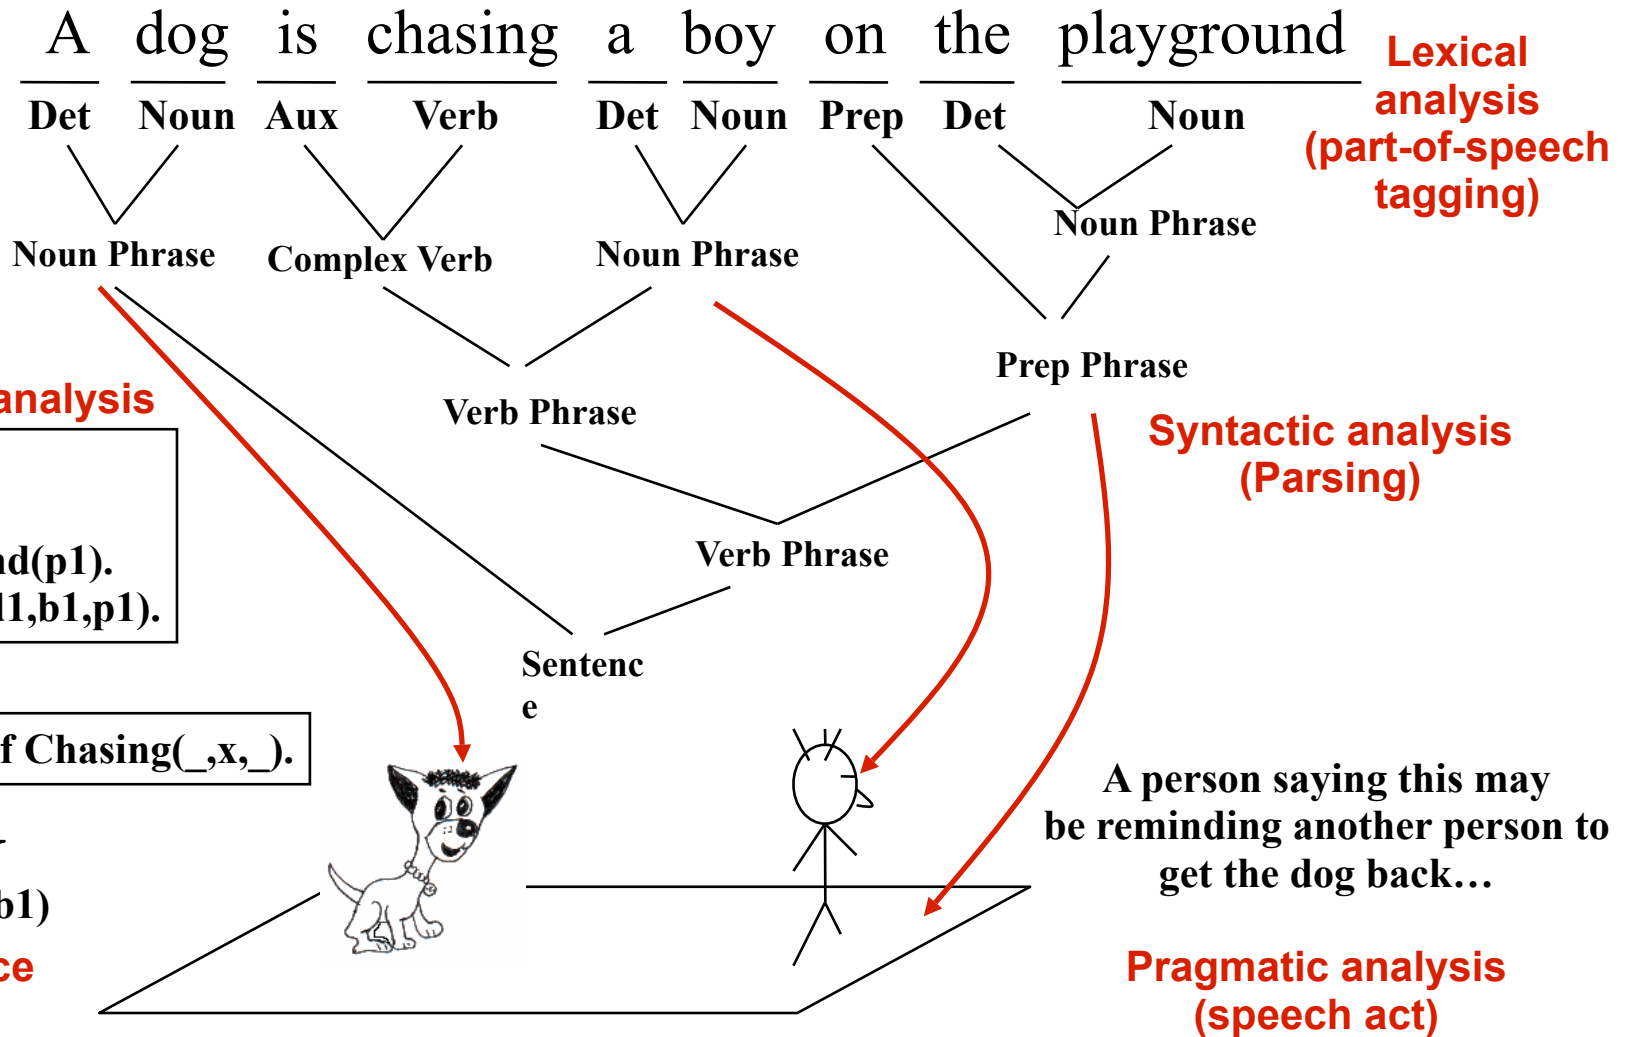 A dog is chasing a boy on the playground
Lexical
analysis
(part-of-speech
tagging)
Det Noun Aux Verb Det Noun Prep Det Noun
Noun Phrase
Noun Phrase Complex Verb Noun Phrase
Prep Phrase
analysis
Verb Phrase
Syntactic analysis
(Parsing)
nd(p1).
Verb Phrase
d1,b1,p1).
Sentenc
e
f Chasing(_,x,_).
A person saying this may
be reminding another person to
get the dog back…
b1)
ce
Pragmatic analysis
(speech act)